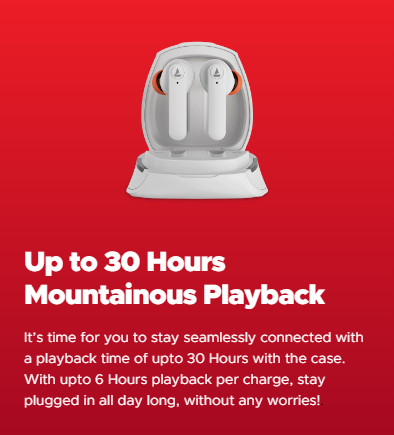 Up to 30 Hours
Mountainous Playback
It's time for you to stay seamlessly connected with
a playback time of upto 30 Hours with the case.
With upto 6 Hours playback per charge, stay
plugged in all day long, without any worries!